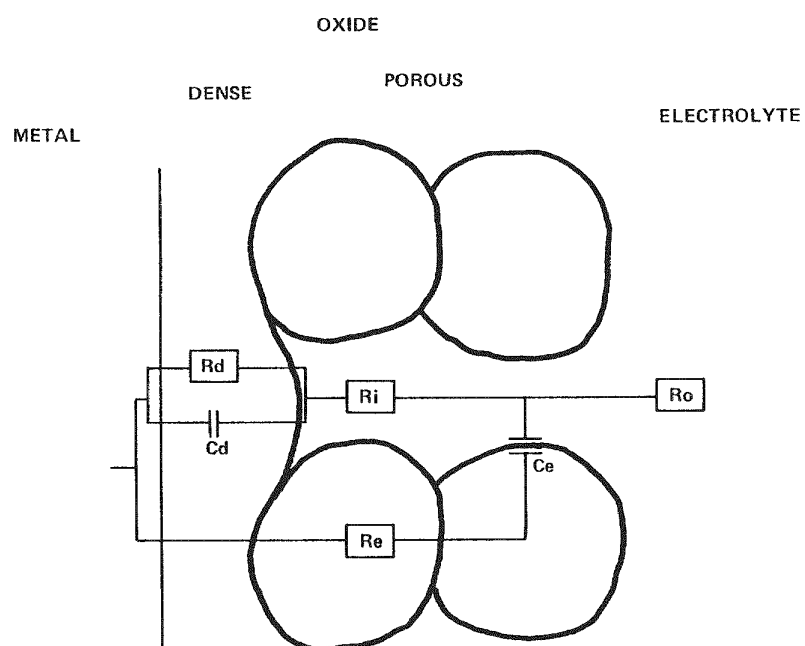 OXIDE
POROUS
DENSE
ELECTROLYTE
METAL
Rd
Ri
Ro
Cd
Ce
Re